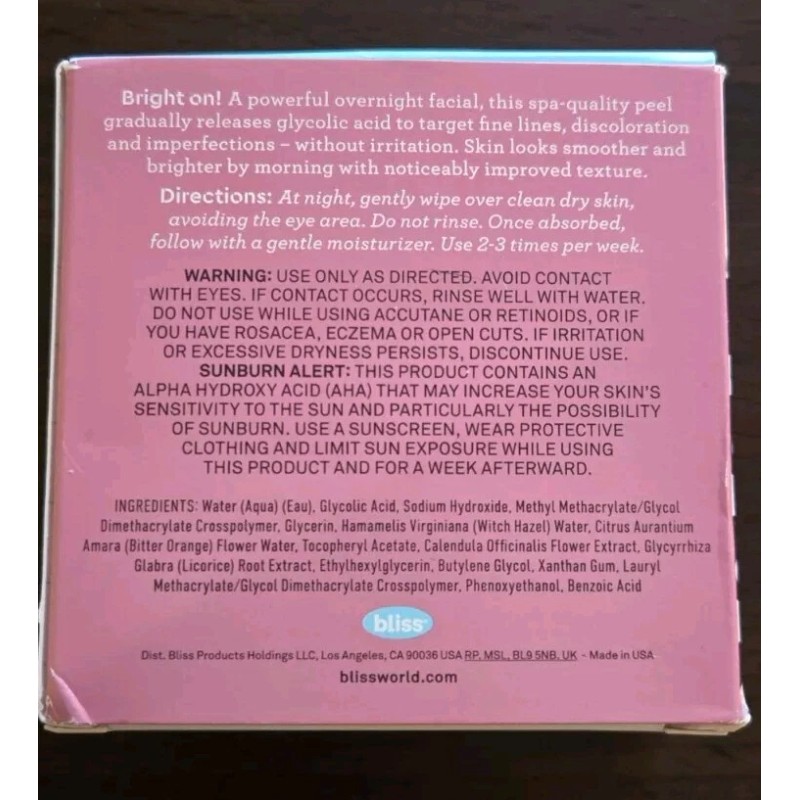 Bright on! A powerful overnight facial, this spa-quality peel
gradually releases glycolic acid to target fine lines, discoloration
and imperfections – without irritation. Skin looks smoother and
brighter by morning with noticeably improved texture.
Directions: At night, gently wipe over clean dry skin,
avoiding the eye area. Do not rinse. Once absorbed,
follow with a gentle moisturizer. Use 2-3 times per week.
WARNING: USE ONLY AS DIRECTED. AVOID CONTACT
WITH EYES. IF CONTACT OCCURS, RINSE WELL WITH WATER.
DO NOT USE WHILE USING ACCUTANE OR RETINOIDS, OR IF
YOU HAVE ROSACEA, ECZEMA OR OPEN CUTS. IF IRRITATION
OR EXCESSIVE DRYNESS PERSISTS, DISCONTINUE USE.
SUNBURN ALERT: THIS PRODUCT CONTAINS AN
ALPHA HYDROXY ACID (AHA) THAT MAY INCREASE YOUR SKIN'S
SENSITIVITY TO THE SUN AND PARTICULARLY THE POSSIBILITY
OF SUNBURN. USE A SUNSCREEN, WEAR PROTECTIVE
CLOTHING AND LIMIT SUN EXPOSURE WHILE USING
THIS PRODUCT AND FOR A WEEK AFTERWARD.
INGREDIENTS: Water (Aqua) (Eau), Glycolic Acid, Sodium Hydroxide, Methyl Methacrylate/Glycol
Dimethacrylate Crosspolymer, Glycerin, Hamamelis Virginiana (Witch Hazel) Water, Citrus Aurantium
Amara (Bitter Orange) Flower Water, Tocopheryl Acetate, Calendula Officinalis Flower Extract, Glycyrrhiza
Glabra (Licorice) Root Extract, Ethylhexylglycerin, Butylene Glycol, Xanthan Gum, Lauryl
Methacrylate/Glycol Dimethacrylate Crosspolymer, Phenoxyethanol, Benzoic Acid
bliss
Dist. Bliss Products Holdings LLC, Los Angeles, CA 90036 USA RP, MSL, BL9 5NB, UK - Made in USA
blissworld.com